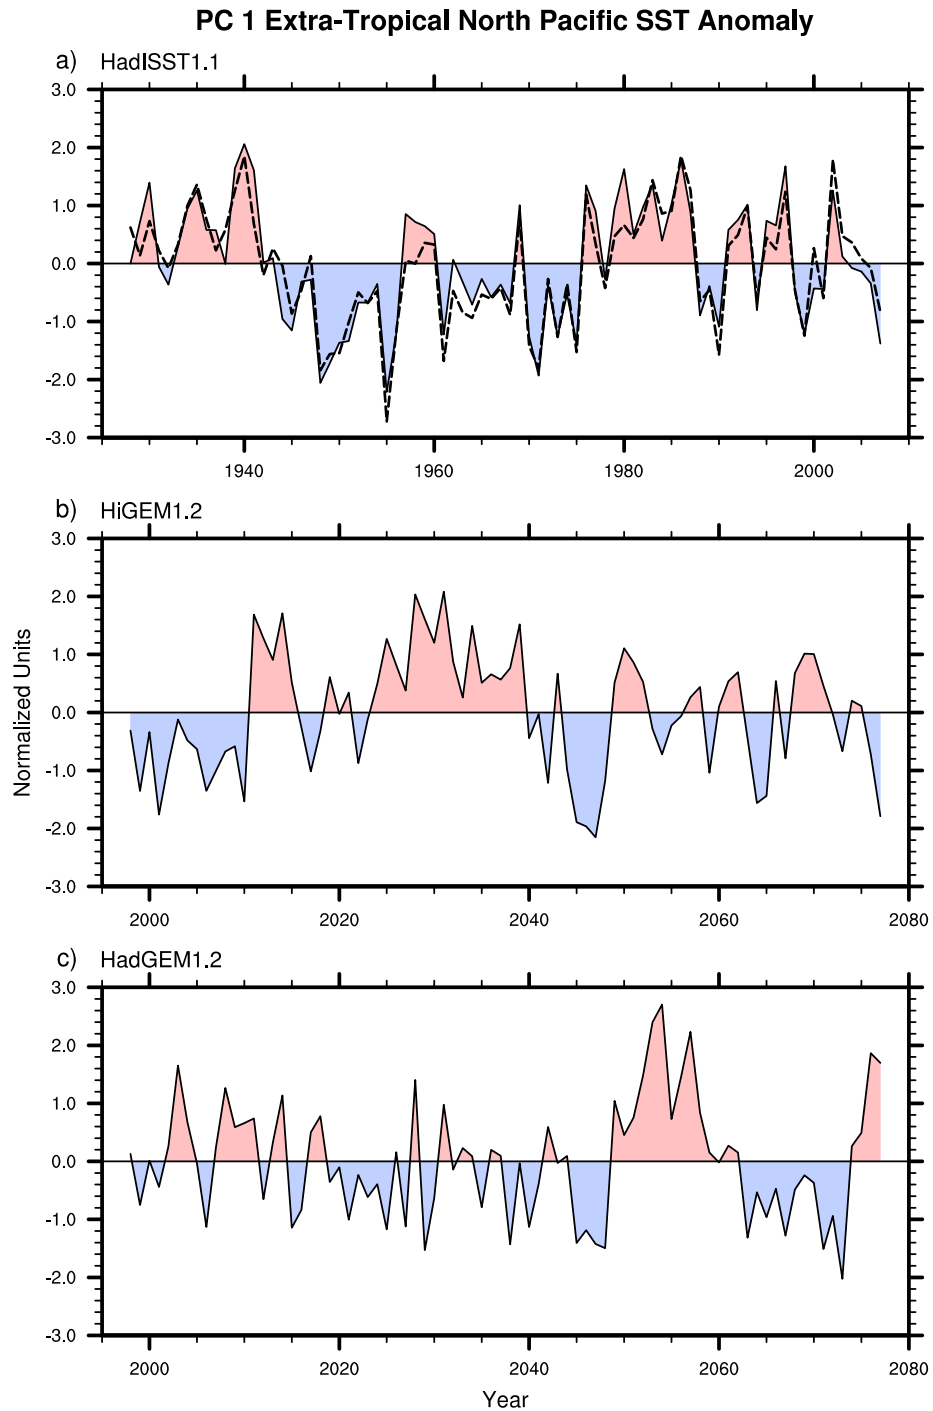 PC 1 Extra-Tropical North Pacific SST Anomaly
a) HadISST1.1
3.0
2.0
1.0
0.0
-1.0
-2.0
-3.0
1940 1960 1980 2000
b) HiGEM1.2
3.0
2.0
1.0
0.0
-1.0
-2.0
-3.0
Normalized Units
2000 2020 2040 2060 2080
c) HadGEM1.2
3.0
2.0
1.0
0.0
-1.0
-2.0
-3.0
2000 2020 2040 2060 2080
Year